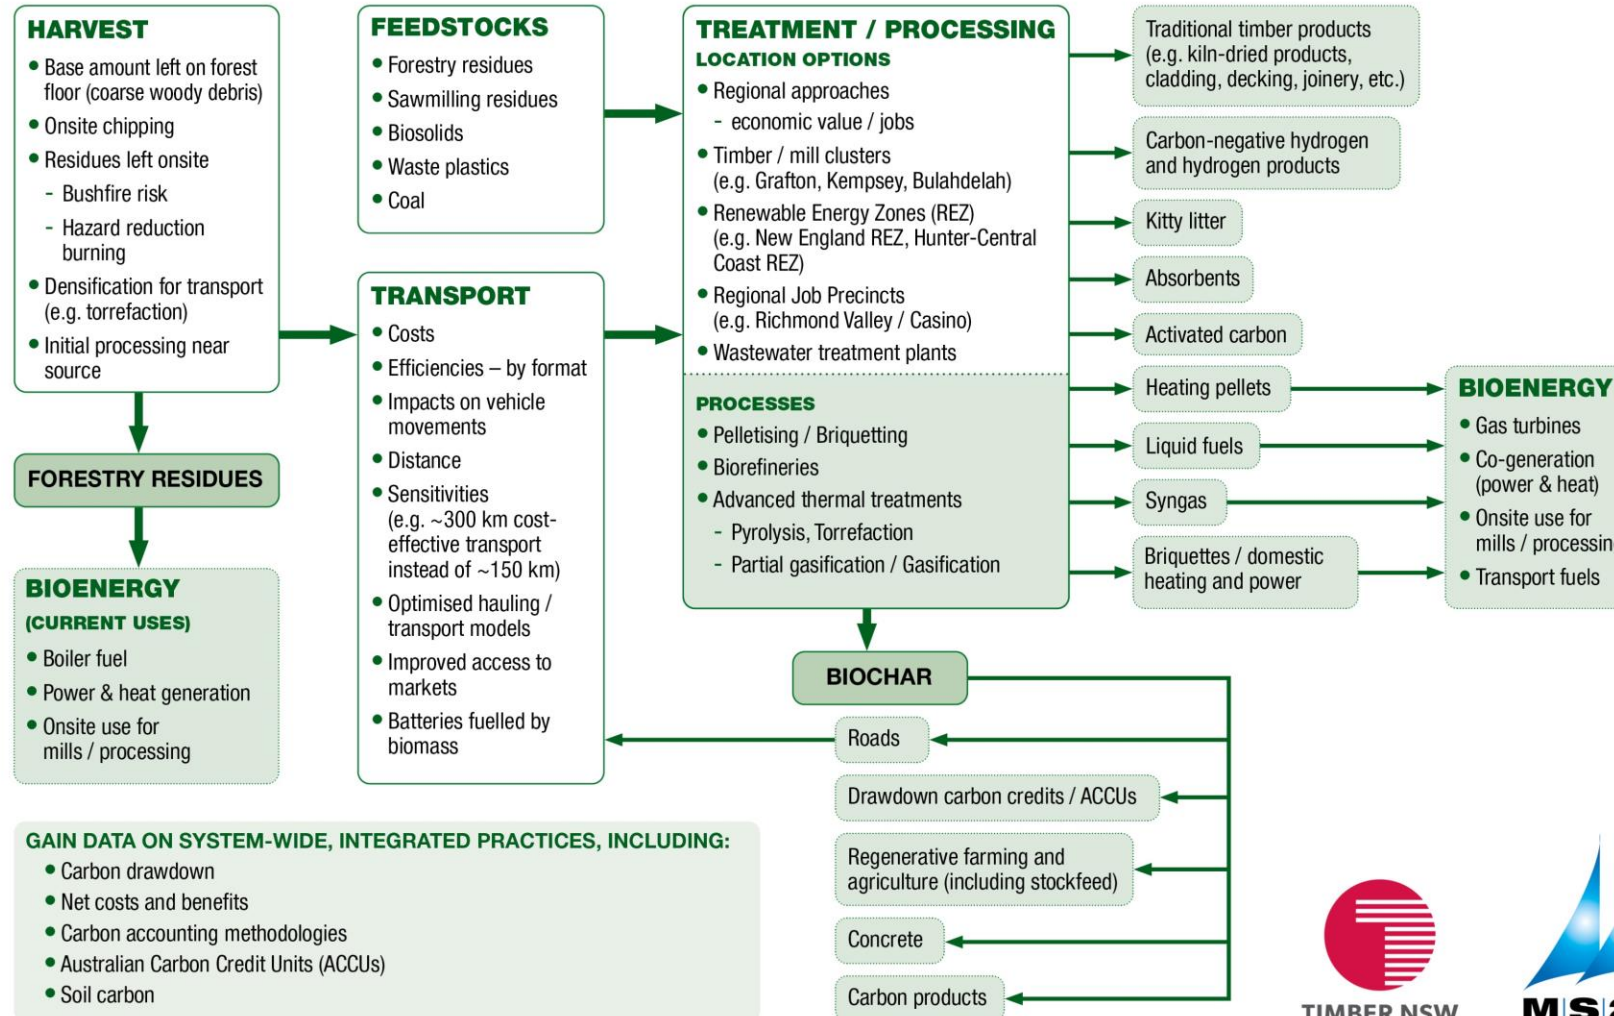 HARVEST
• Base amount left on forest
floor (coarse woody debris)
• Onsite chipping
• Residues left onsite
- Bushfire risk
- Hazard reduction
burning
• Densification for transport
(e.g. torrefaction)
• Initial processing near
source
FORESTRY RESIDUES
BIOENERGY
(CURRENT USES)
• Boiler fuel
• Power & heat generation
• Onsite use for
mills / processing
FEEDSTOCKS
• Forestry residues
• Sawmilling residues
• Biosolids
• Waste plastics
• Coal
TRANSPORT
• Costs
• Efficiencies – by format
• Impacts on vehicle
movements
• Distance
• Sensitivities
(e.g. ~300 km cost-
effective transport
instead of ~150 km)
• Optimised hauling /
transport models
• Improved access to
markets
• Batteries fuelled by
biomass
TREATMENT / PROCESSING
LOCATION OPTIONS
• Regional approaches
- economic value / jobs
• Timber / mill clusters
(e.g. Grafton, Kempsey, Bulahdelah)
• Renewable Energy Zones (REZ)
(e.g. New England REZ, Hunter-Central
Coast REZ)
• Regional Job Precincts
(e.g. Richmond Valley / Casino)
• Wastewater treatment plants
PROCESSES
• Pelletising / Briquetting
• Biorefineries
• Advanced thermal treatments
- Pyrolysis, Torrefaction
- Partial gasification / Gasification
Traditional timber products
(e.g. kiln-dried products,
cladding, decking, joinery, etc.)
Carbon-negative hydrogen
and hydrogen products
Kitty litter
Absorbents
Activated carbon
Heating pellets
Liquid fuels
Syngas
Briquettes / domestic
heating and power
BIOENERGY
• Gas turbines
• Co-generation
(power & heat)
• Onsite use for
mills / processin
• Transport fuels
BIOCHAR
Roads
Drawdown carbon credits / ACCUs
Regenerative farming and
agriculture (including stockfeed)
Concrete
Carbon products
GAIN DATA ON SYSTEM-WIDE, INTEGRATED PRACTICES, INCLUDING:
• Carbon drawdown
• Net costs and benefits
• Carbon accounting methodologies
• Australian Carbon Credit Units (ACCUs)
• Soil carbon
TIMBER NSW